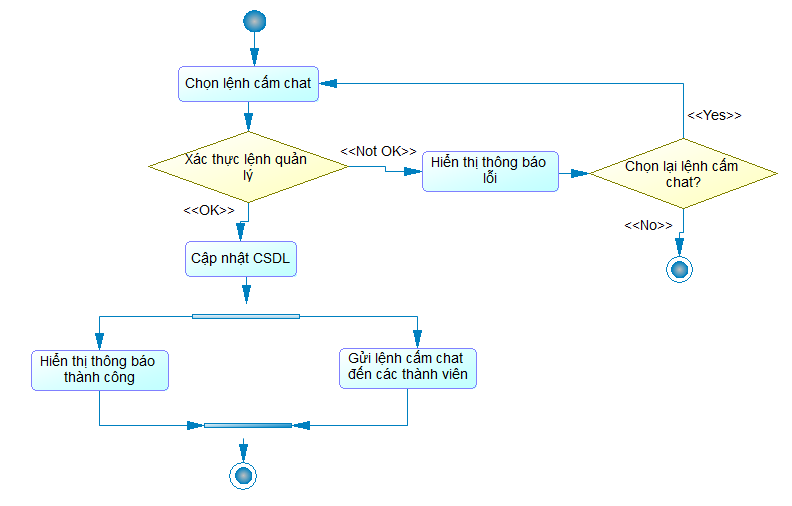 Chọn lệnh cấm chat
<<Yes>>
Xác thực lệnh quản
lý
<<Not OK>>
Hiển thị thông báo
lỗi
Chọn lại lệnh cấm
chat?
<<OK>>
<<No>>
Cập nhật CSDL
Hiển thị thông báo
thành công
Gửi lệnh cấm chat
đến các thành viên